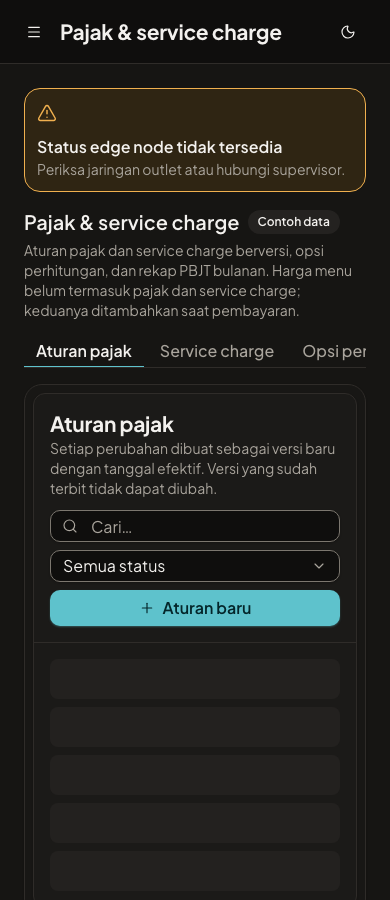 Pajak & service charge
Status edge node tidak tersedia
Periksa jaringan outlet atau hubungi supervisor.
Pajak & service charge
Contoh data
Aturan pajak dan service charge berversi, opsi
perhitungan, dan rekap PBJT bulanan. Harga menu
belum termasuk pajak dan service charge;
keduanya ditambahkan saat pembayaran.
Aturan pajak
Service charge
Opsi per
Aturan pajak
Setiap perubahan dibuat sebagai versi baru
dengan tanggal efektif. Versi yang sudah
terbit tidak dapat diubah.
Cari…
Semua status
Aturan baru